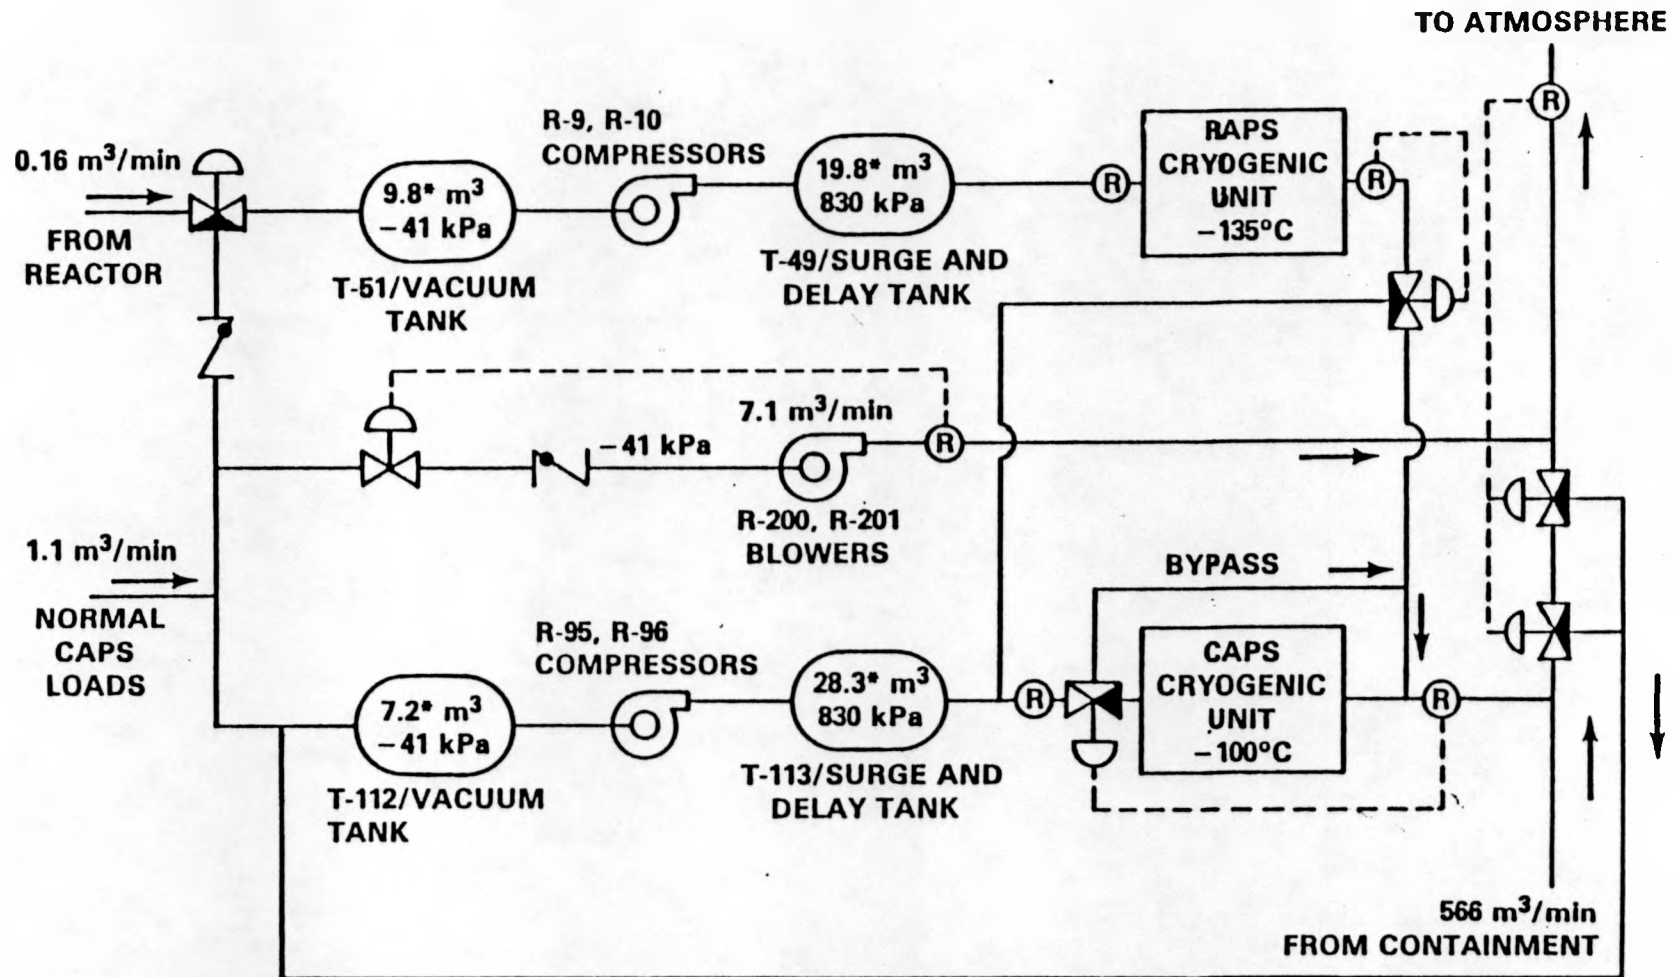 TO ATMOSPHERE
0.16 m³/min
FROM
REACTOR
9.8* m³
−41 kPa
T-51/VACUUM
TANK
R-9, R-10
COMPRESSORS
19.8* m³
830 kPa
T-49/SURGE AND
DELAY TANK
R
RAPS
CRYOGENIC
UNIT
−135°C
R
R
−41 kPa
7.1 m³/min
R
R-200, R-201
BLOWERS
1.1 m³/min
NORMAL
CAPS
LOADS
BYPASS
7.2* m³
−41 kPa
T-112/VACUUM
TANK
R-95, R-96
COMPRESSORS
28.3* m³
830 kPa
T-113/SURGE AND
DELAY TANK
R
CAPS
CRYOGENIC
UNIT
−100°C
R
566 m³/min
FROM CONTAINMENT